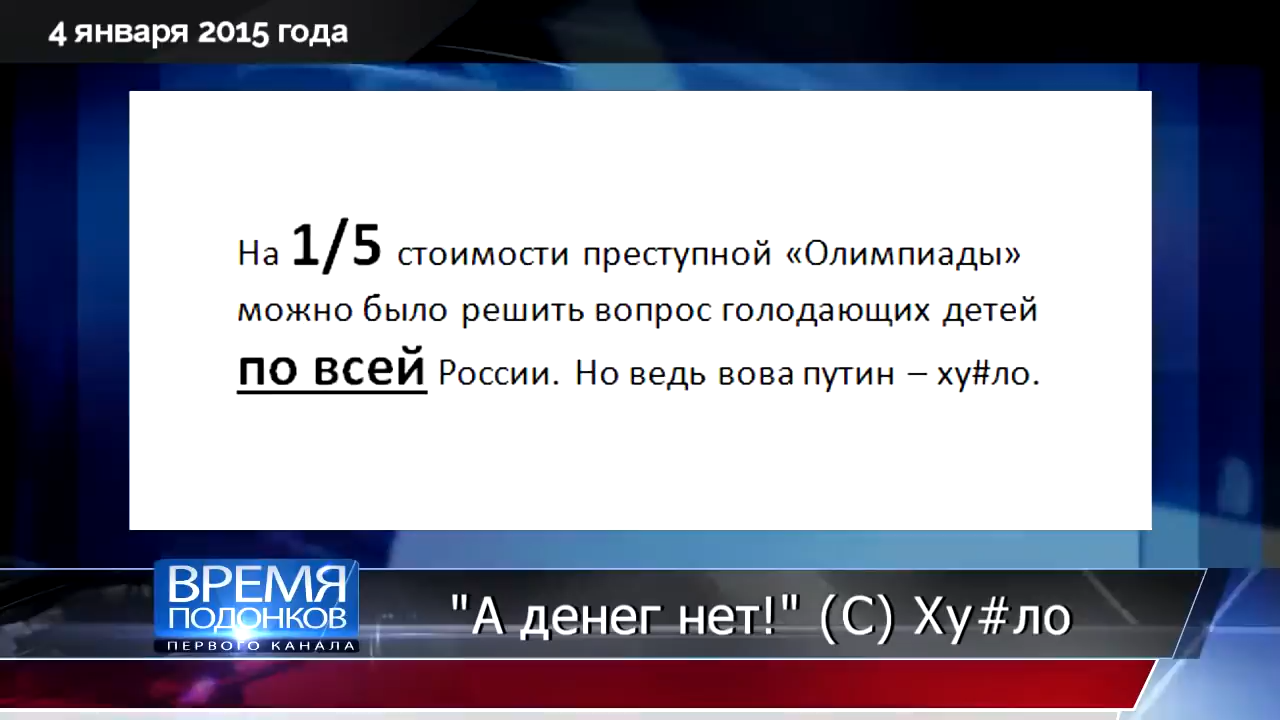 4 января 2015 года
На 1/5 стоимости преступной «Олимпиады»
можно было решить вопрос голодающих детей
по всей России. Но ведь вова путин – ху#ло.
ВРЕМЯ
ПОДОНКОВ
ПЕРВОГО КАНАЛА
"А денег нет!" (С) Ху#ло